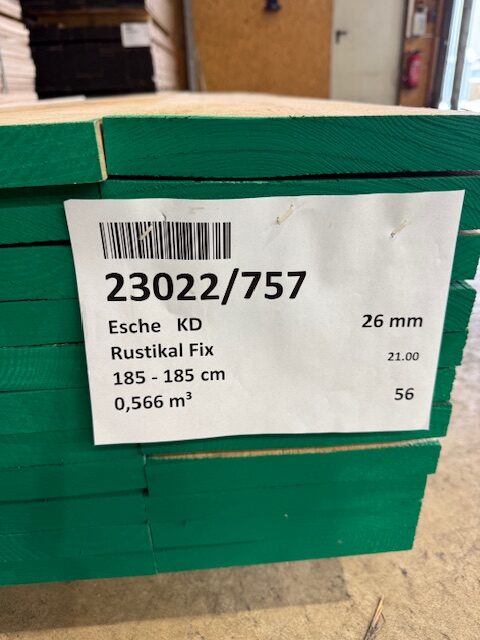 23022/757
Esche KD 26 mm
Rustikal Fix 21.00
185 - 185 cm
0,566 m³ 56